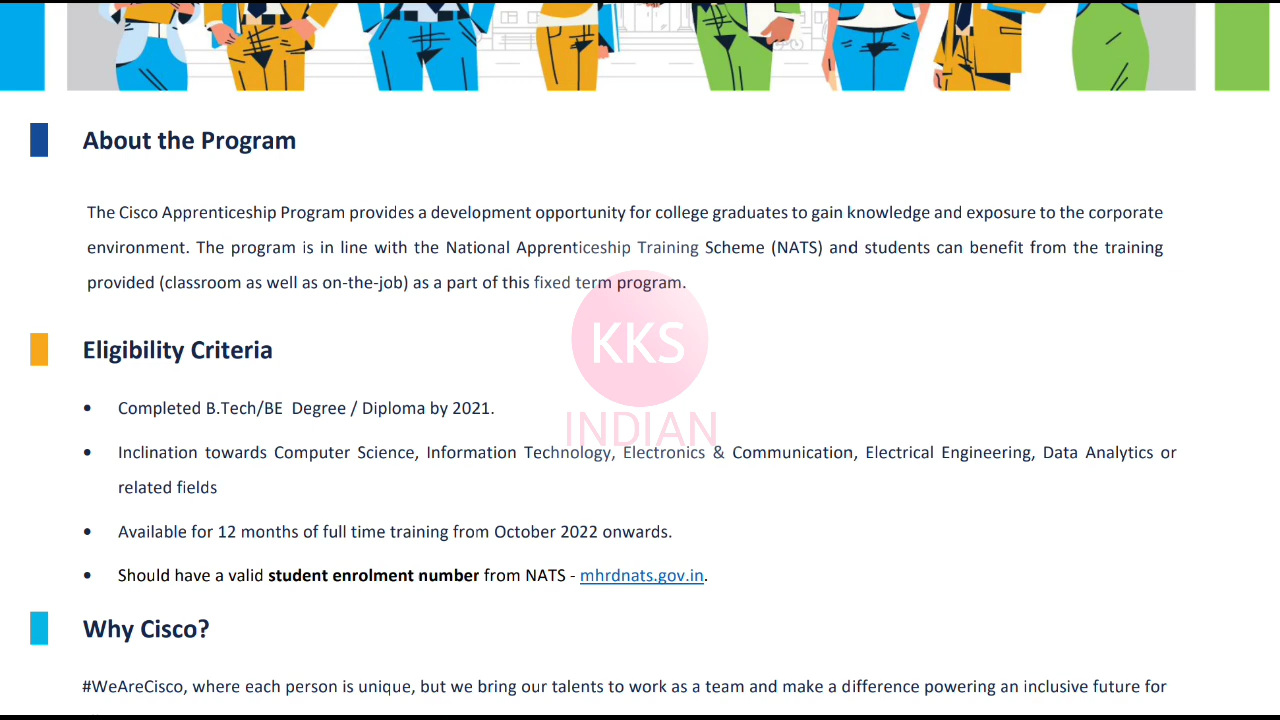 About the Program
The Cisco Apprenticeship Program provides a development opportunity for college graduates to gain knowledge and exposure to the corporate
environment. The program is in line with the National Apprenticeship Training Scheme (NATS) and students can benefit from the training
provided (classroom as well as on-the-job) as a part of this fixed term program.
KKS
INDIAN
Eligibility Criteria
• Completed B.Tech/BE Degree / Diploma by 2021.
• Inclination towards Computer Science, Information Technology, Electronics & Communication, Electrical Engineering, Data Analytics or
related fields
• Available for 12 months of full time training from October 2022 onwards.
• Should have a valid student enrolment number from NATS - mhrdnats.gov.in.
Why Cisco?
#WeAreCisco, where each person is unique, but we bring our talents to work as a team and make a difference powering an inclusive future for